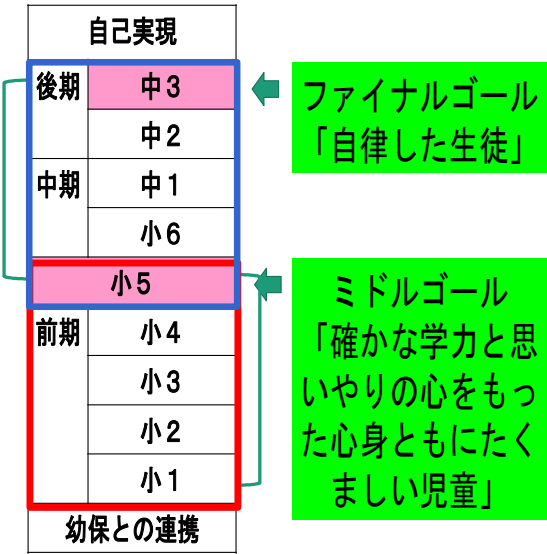 自己実現
後期
中３
中２
中期
中１
小６
小５
前期
小４
小３
小２
小１
幼保との連携
ファイナルゴール
「自律した生徒」
ミドルゴール
「確かな学力と思
いやりの心をもっ
た心身ともにたく
ましい児童」